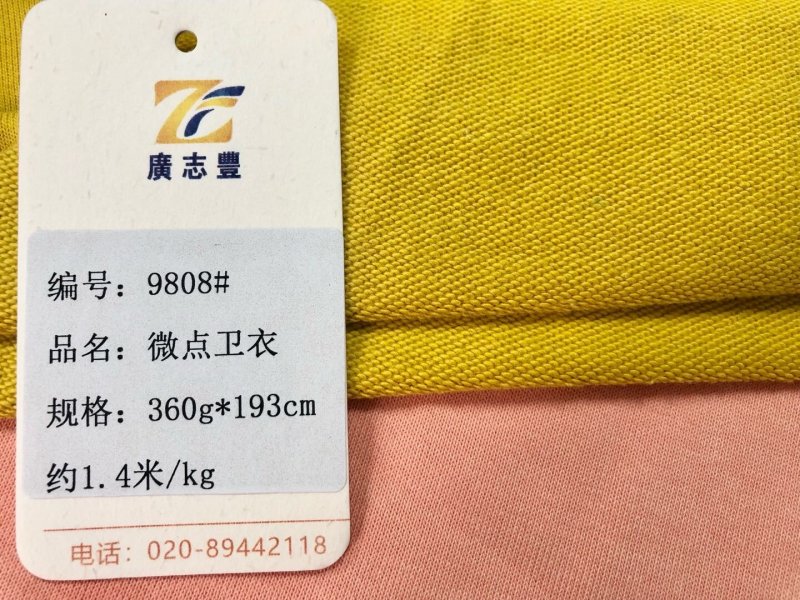 廣志豐
编号：9808#
品名：微点卫衣
规格：360g*193cm
约1.4米/kg
电话：020-89442118